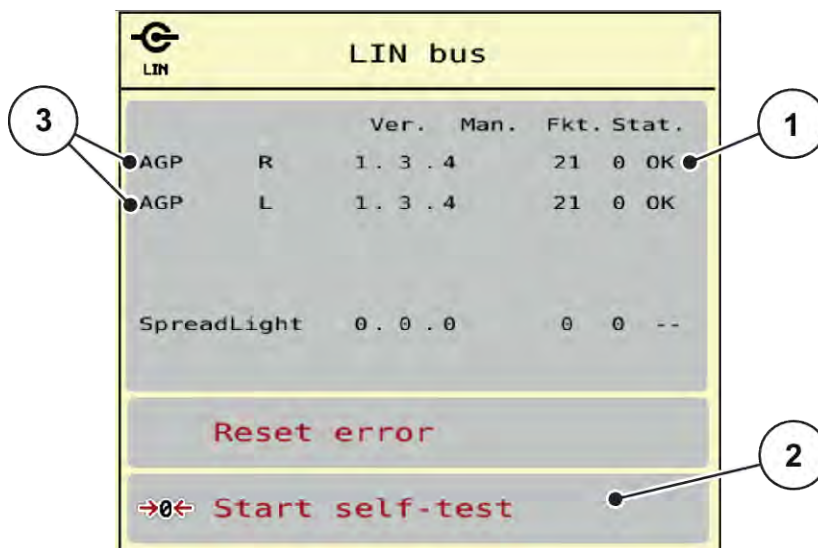 LIN
LIN bus
Ver. Man. Fkt. Stat.
AGP R 1.3.4 21 0 OK
AGP L 1.3.4 21 0 OK
SpreadLight 0.0.0 0 0 --
Reset error
→0← Start self-test
3
1
2